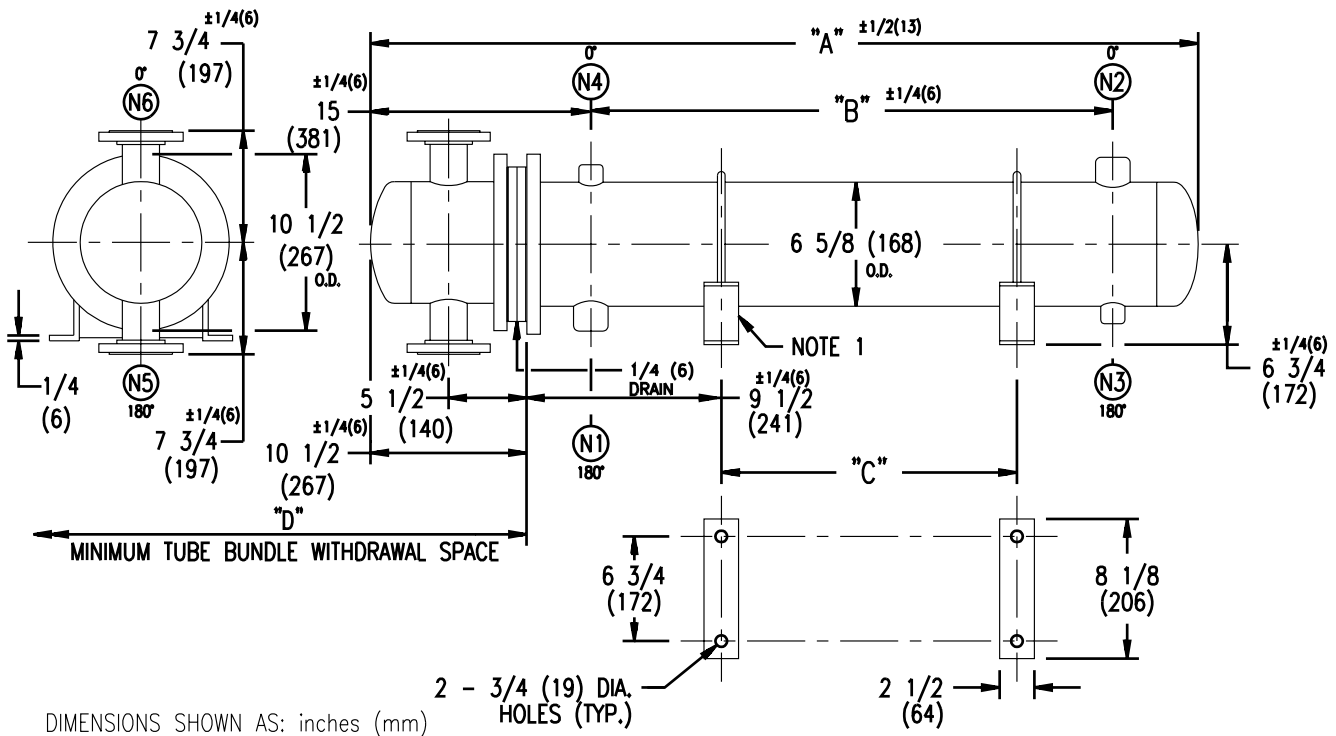 ±1/4(6)
7 3/4
(197)
0°
N6
"A" ±1/2(13)
0°
N4
0°
N2
±1/4(6)
15
(381)
"B" ±1/4(6)
10 1/2
(267)
O.D.
6 5/8 (168)
O.D.
NOTE 1
1/4
(6)
N5
180°
±1/4(6)
7 3/4
(197)
±1/4(6)
5 1/2
(140)
1/4 (6)
DRAIN
±1/4(6)
9 1/2
(241)
N3
180°
±1/4(6)
6 3/4
(172)
±1/4(6)
10 1/2
(267)
N1
180°
"C"
"D"
MINIMUM TUBE BUNDLE WITHDRAWAL SPACE
6 3/4
(172)
8 1/8
(206)
2 - 3/4 (19) DIA.
HOLES (TYP.)
2 1/2
(64)
DIMENSIONS SHOWN AS: inches (mm)